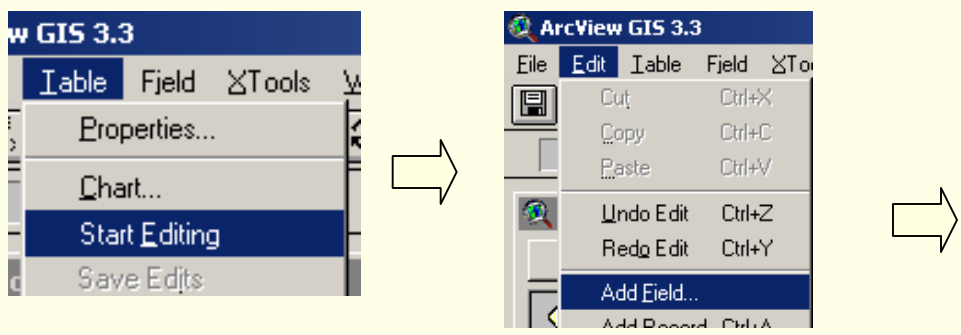 w GIS 3.3
Table Field XTools W
Properties...
Chart...
Start Editing
Save Edits
ArcView GIS 3.3
File Edit Table Field XToo
Cut Ctrl+X
Copy Ctrl+C
Paste Ctrl+V
Undo Edit Ctrl+Z
Redo Edit Ctrl+Y
Add Field...
Add Record Ctrl+A